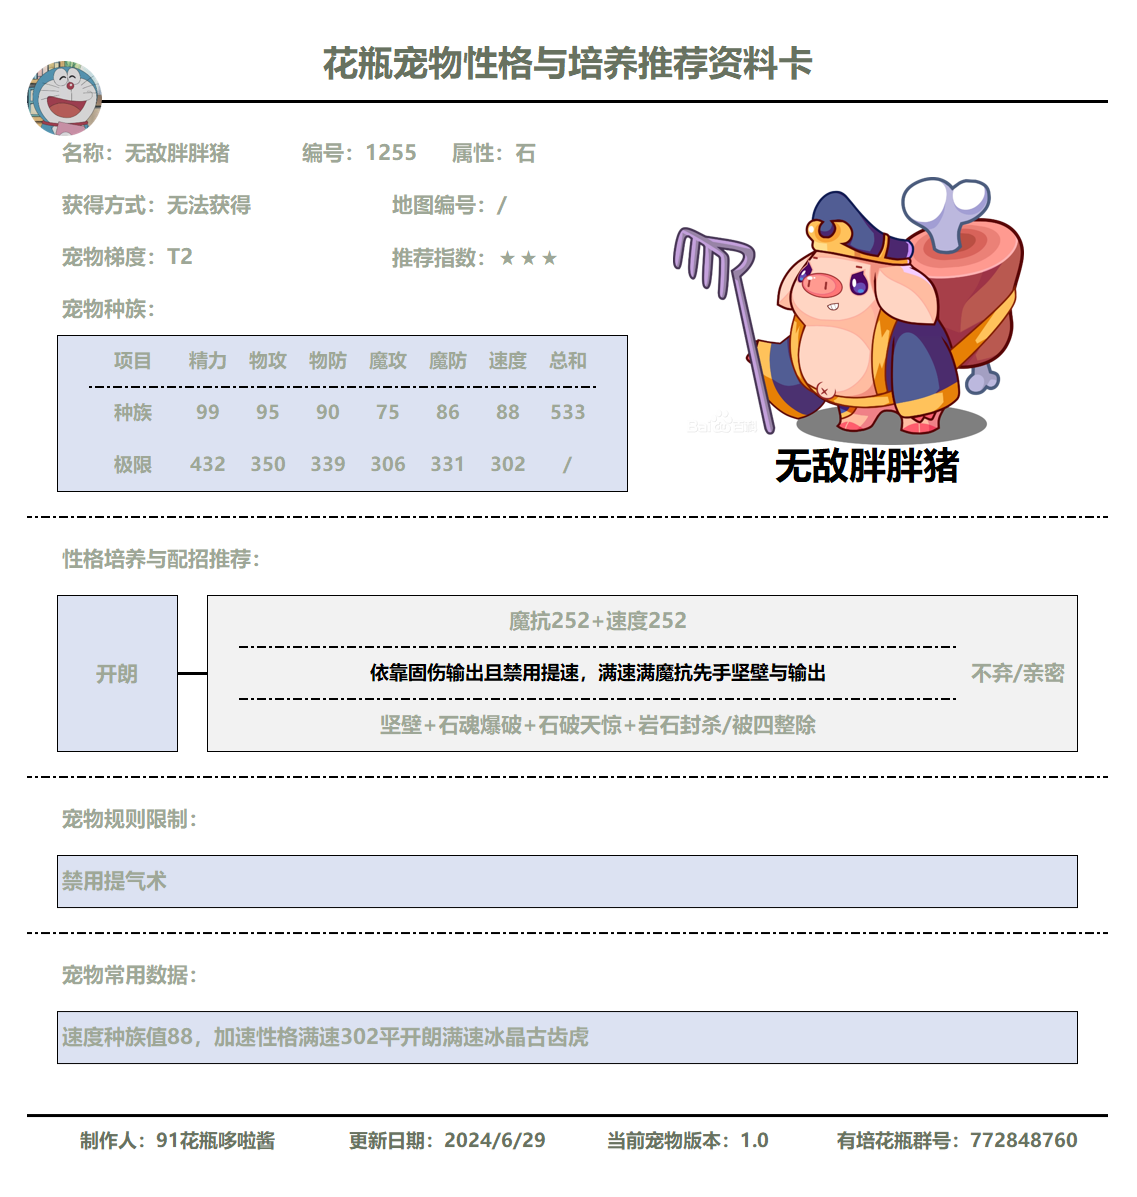 花瓶宠物性格与培养推荐资料卡
名称：无敌胖胖猪 编号：1255 属性：石
获得方式：无法获得 地图编号：/
宠物梯度：T2 推荐指数：★★★
宠物种族：
项目 精力 物攻 物防 魔攻 魔防 速度 总和
种族 99 95 90 75 86 88 533
极限 432 350 339 306 331 302 /
Baidu百科
无敌胖胖猪
性格培养与配招推荐：
开朗
魔抗252+速度252
依靠固伤输出且禁用提速，满速满魔抗先手坚壁与输出
不弃/亲密
坚壁+石魂爆破+石破天惊+岩石封杀/被四整除
宠物规则限制：
禁用提气术
宠物常用数据：
速度种族值88，加速性格满速302平开朗满速冰晶古齿虎
制作人：91花瓶哆啦酱 更新日期：2024/6/29 当前宠物版本：1.0 有培花瓶群号：772848760